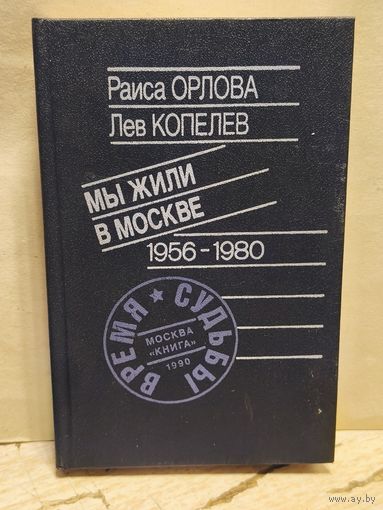 Раиса ОРЛОВА
Лев КОПЕЛЕВ
МЫ ЖИЛИ
В МОСКВЕ
1956-1980
ВРЕМЯ ★ СУДЬБЫ
МОСКВА
«КНИГА»
1990
www.ay.by